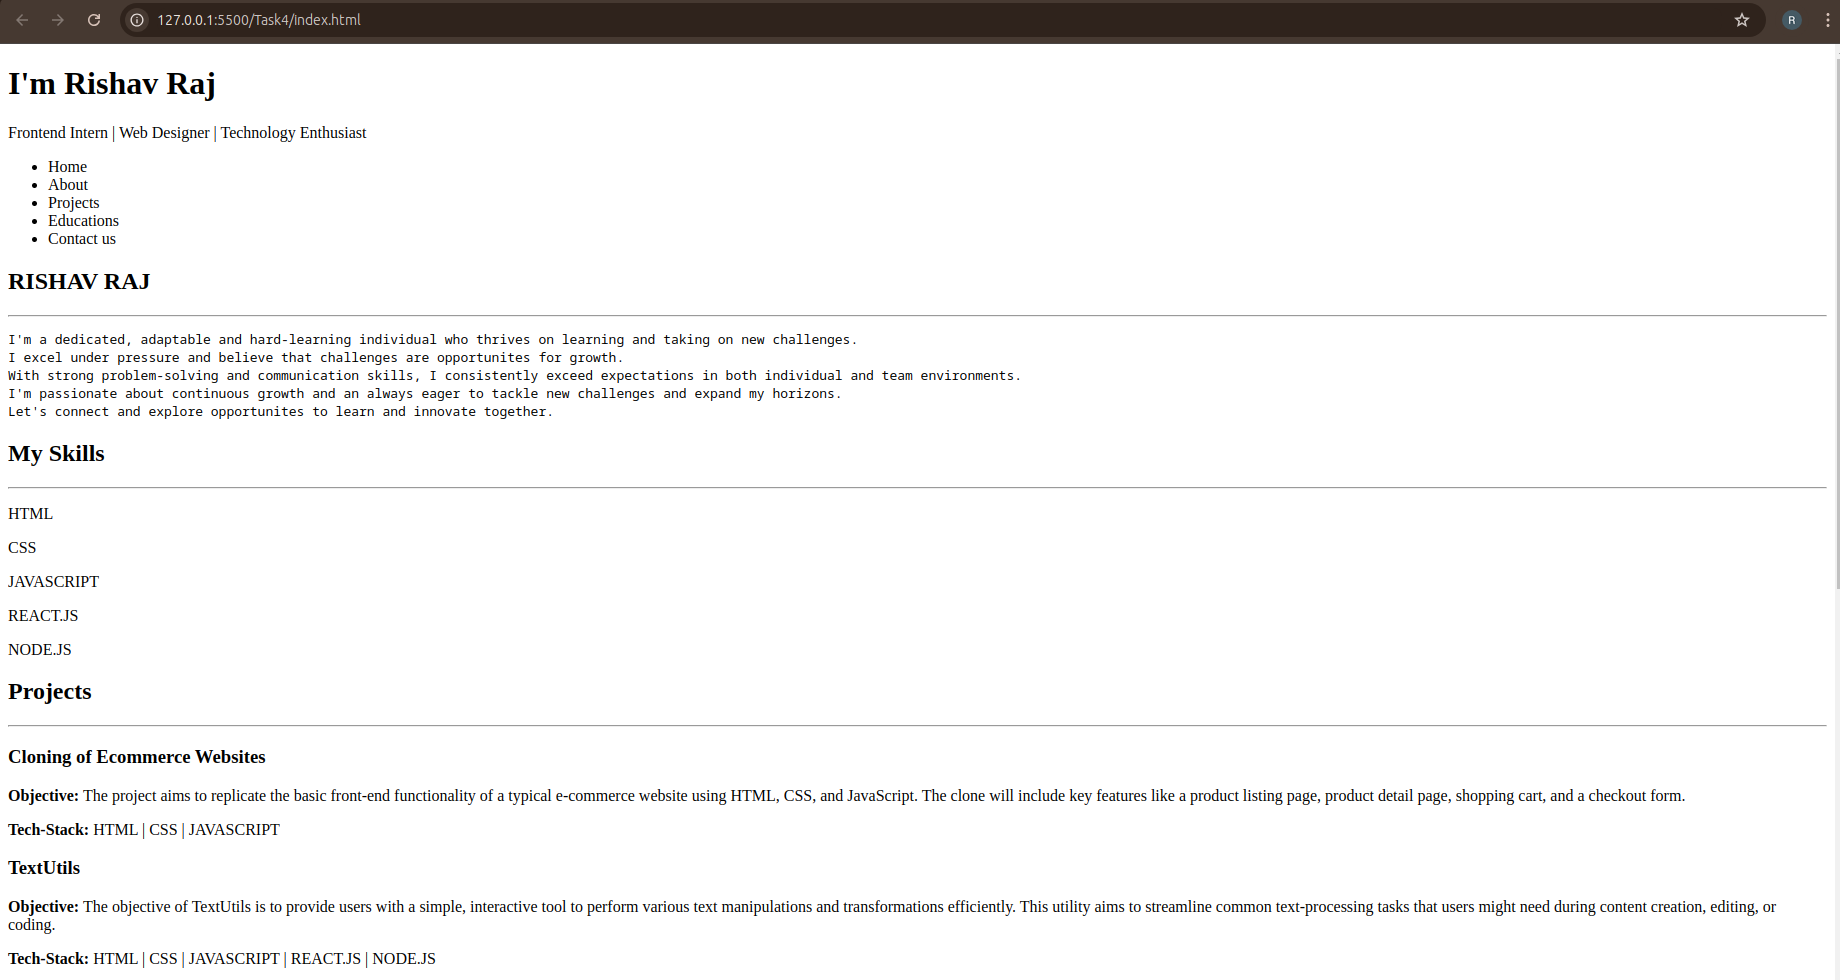 127.0.0.1:5500/Task4/index.html
R
I'm Rishav Raj
Frontend Intern | Web Designer | Technology Enthusiast
Home
About
Projects
Educations
Contact us
RISHAV RAJ
I'm a dedicated, adaptable and hard-learning individual who thrives on learning and taking on new challenges.
I excel under pressure and believe that challenges are opportunites for growth.
With strong problem-solving and communication skills, I consistently exceed expectations in both individual and team environments.
I'm passionate about continuous growth and an always eager to tackle new challenges and expand my horizons.
Let's connect and explore opportunites to learn and innovate together.
My Skills
HTML
CSS
JAVASCRIPT
REACT.JS
NODE.JS
Projects
Cloning of Ecommerce Websites
Objective: The project aims to replicate the basic front-end functionality of a typical e-commerce website using HTML, CSS, and JavaScript. The clone will include key features like a product listing page, product detail page, shopping cart, and a checkout form.
Tech-Stack: HTML | CSS | JAVASCRIPT
TextUtils
Objective: The objective of TextUtils is to provide users with a simple, interactive tool to perform various text manipulations and transformations efficiently. This utility aims to streamline common text-processing tasks that users might need during content creation, editing, or
coding.
Tech-Stack: HTML | CSS | JAVASCRIPT | REACT.JS | NODE.JS